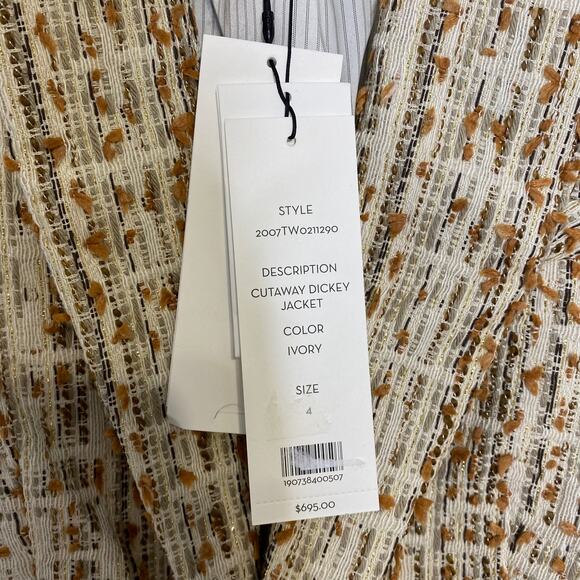 STYLE
2007TW0211290
DESCRIPTION
CUTAWAY DICKEY
JACKET
COLOR
IVORY
SIZE
4
190738400507
$695.00